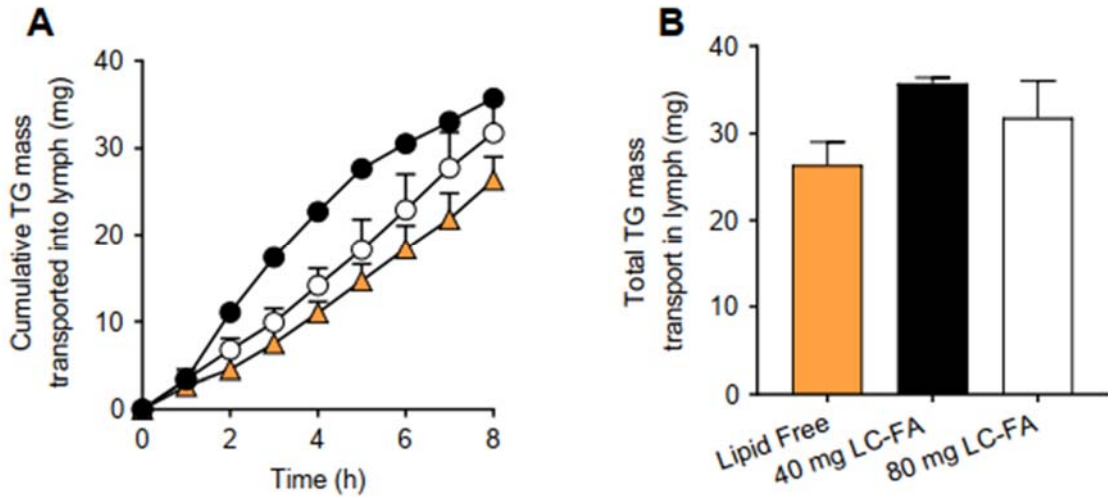 A
Cumulative TG mass
transported into lymph (mg)
40
30
20
10
0
0 2 4 6 8
Time (h)
B
Total TG mass
transport in lymph (mg)
40
30
20
10
0
Lipid Free
40 mg LC-FA
80 mg LC-FA